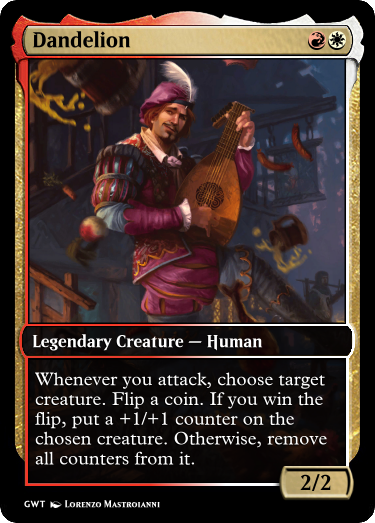 Dandelion
Legendary Creature — Human
Whenever you attack, choose target
creature. Flip a coin. If you win the
flip, put a +1/+1 counter on the
chosen creature. Otherwise, remove
all counters from it.
2/2
GWT Lorenzo Mastroianni